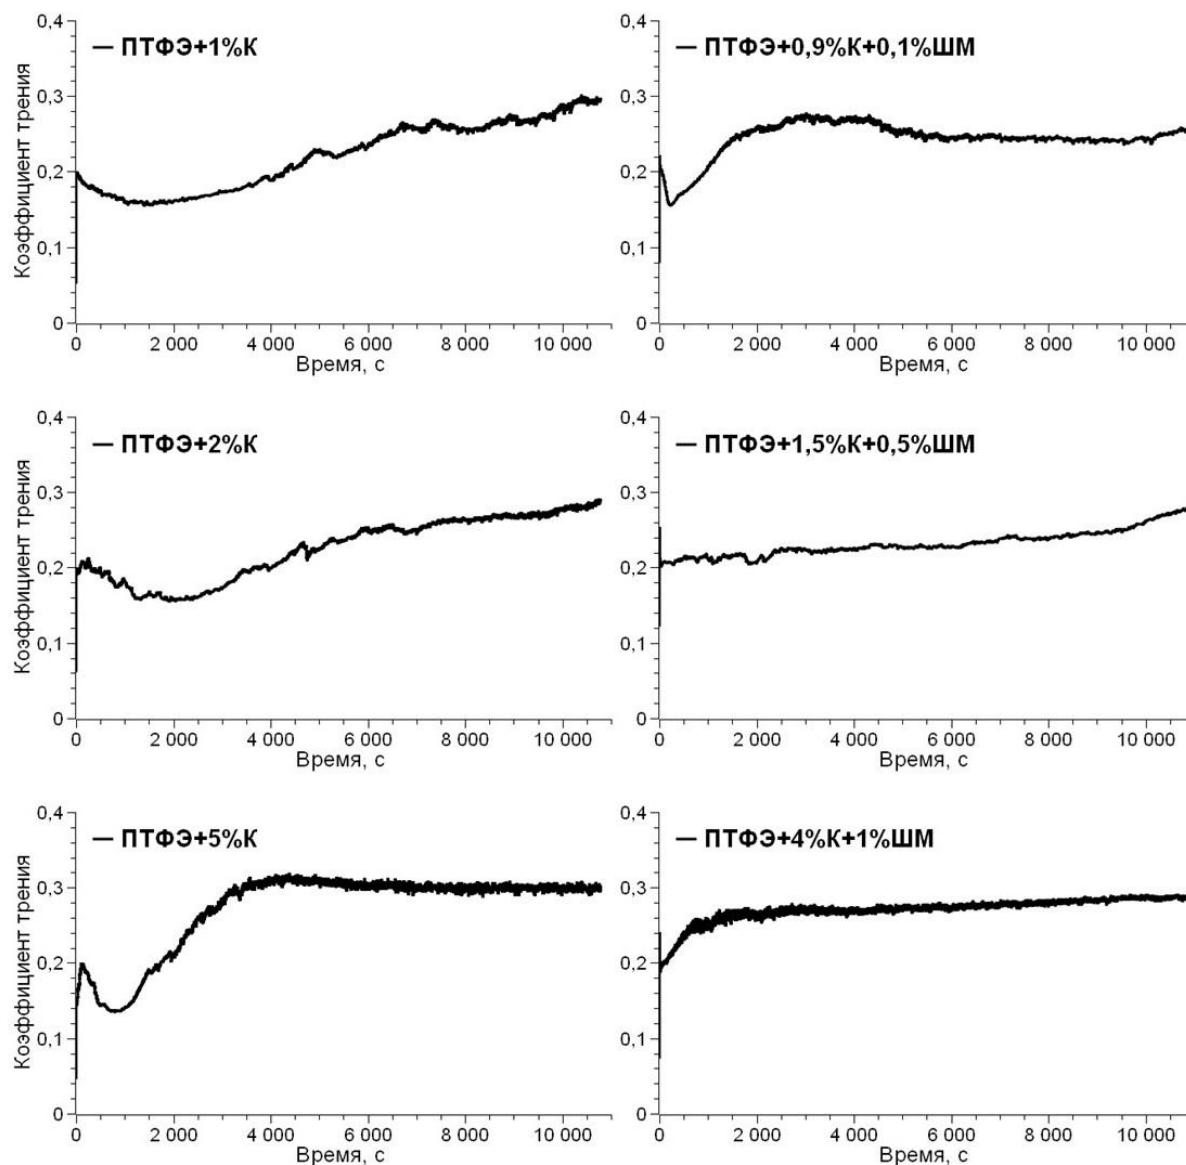 — ПТФЭ+1%К
Коэффициент трения
0,4
0,3
0,2
0,1
0
0 2 000 4 000 6 000 8 000 10 000
Время, с
— ПТФЭ+0,9%К+0,1%ШМ
0,4
0,3
0,2
0,1
0
0 2 000 4 000 6 000 8 000 10 000
Время, с
— ПТФЭ+2%К
Коэффициент трения
0,4
0,3
0,2
0,1
0
0 2 000 4 000 6 000 8 000 10 000
Время, с
— ПТФЭ+1,5%К+0,5%ШМ
0,4
0,3
0,2
0,1
0
0 2 000 4 000 6 000 8 000 10 000
Время, с
— ПТФЭ+5%К
Коэффициент трения
0,4
0,3
0,2
0,1
0
0 2 000 4 000 6 000 8 000 10 000
Время, с
— ПТФЭ+4%К+1%ШМ
0,4
0,3
0,2
0,1
0
0 2 000 4 000 6 000 8 000 10 000
Время, с